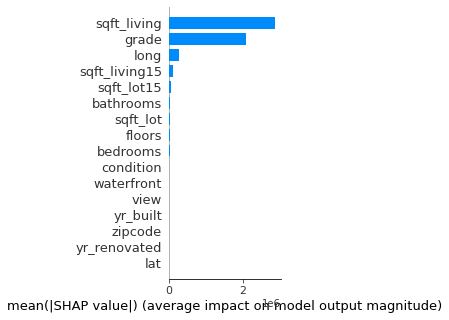 sqft_living
grade
long
sqft_living15
sqft_lot15
bathrooms
sqft_lot
floors
bedrooms
condition
waterfront
view
yr_built
zipcode
yr_renovated
lat
0 2
1e6
mean(|SHAP value|) (average impact on model output magnitude)